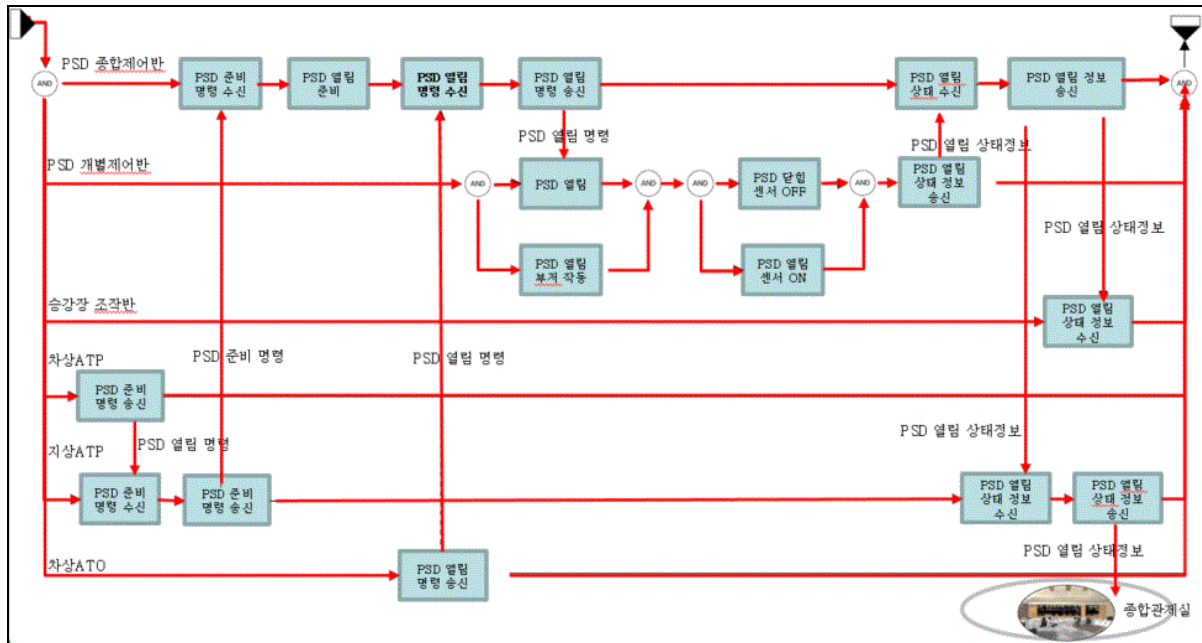 PSD 종합제어반
AND
PSD 준비
명령 수신
PSD 열림
준비
PSD 열림
명령 수신
PSD 열림
명령 송신
PSD 열림
상태 수신
PSD 열림 정보
송신
AND
PSD 열림 명령
PSD 열림 상태정보
PSD 개별제어반
AND
PSD 열림
AND
AND
PSD 닫힘
센서 OFF
AND
PSD 열림
상태 정보
송신
PSD 열림 상태정보
PSD 열림
부저 작동
PSD 열림
센서 ON
승강장 조작반
PSD 열림
상태 정보
수신
PSD 준비 명령
PSD 열림 명령
차상ATP
PSD 준비
명령 송신
PSD 열림 명령
PSD 열림 상태정보
지상ATP
PSD 준비
명령 수신
PSD 준비
명령 송신
PSD 열림
상태 정보
수신
PSD 열림
상태 정보
송신
PSD 열림 상태정보
차상ATO
PSD 열림
명령 송신
종합관제실